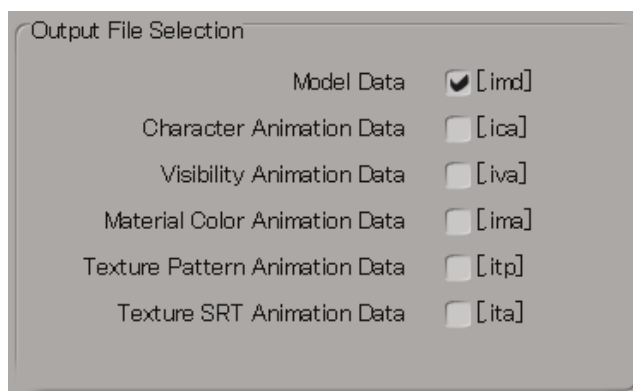 Output File Selection
Model Data [.imd]
Character Animation Data [.ica]
Visibility Animation Data [.iva]
Material Color Animation Data [.ima]
Texture Pattern Animation Data [.itp]
Texture SRT Animation Data [.ita]